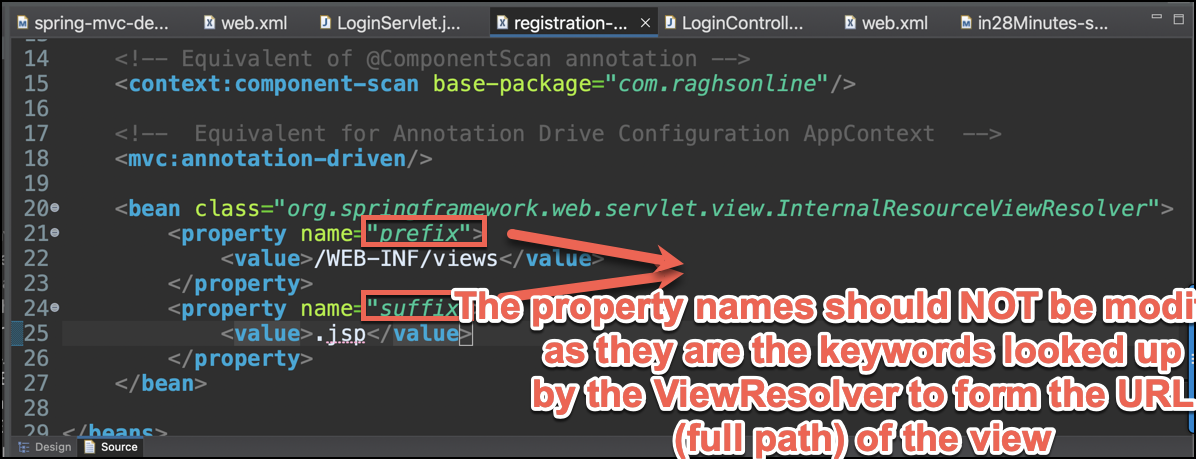 spring-mvc-de... web.xml LoginServlet.j... registration-... LoginControll... web.xml in28Minutes-s...
14 <!-- Equivalent of @ComponentScan annotation -->
15 <context:component-scan base-package="com.raghsonline"/>
16
17 <!--  Equivalent for Annotation Drive Configuration AppContext  -->
18 <mvc:annotation-driven/>
19
20 <bean class="org.springframework.web.servlet.view.InternalResourceViewResolver">
21 <property name="prefix">
22 <value>/WEB-INF/views</value>
23 </property>
24 <property name="suffix
The property names should NOT be modi
25 <value>.jsp</value>
as they are the keywords looked up
26 </property>
27 </bean>
by the ViewResolver to form the URL
28
29 </beans>
(full path) of the view
Design Source